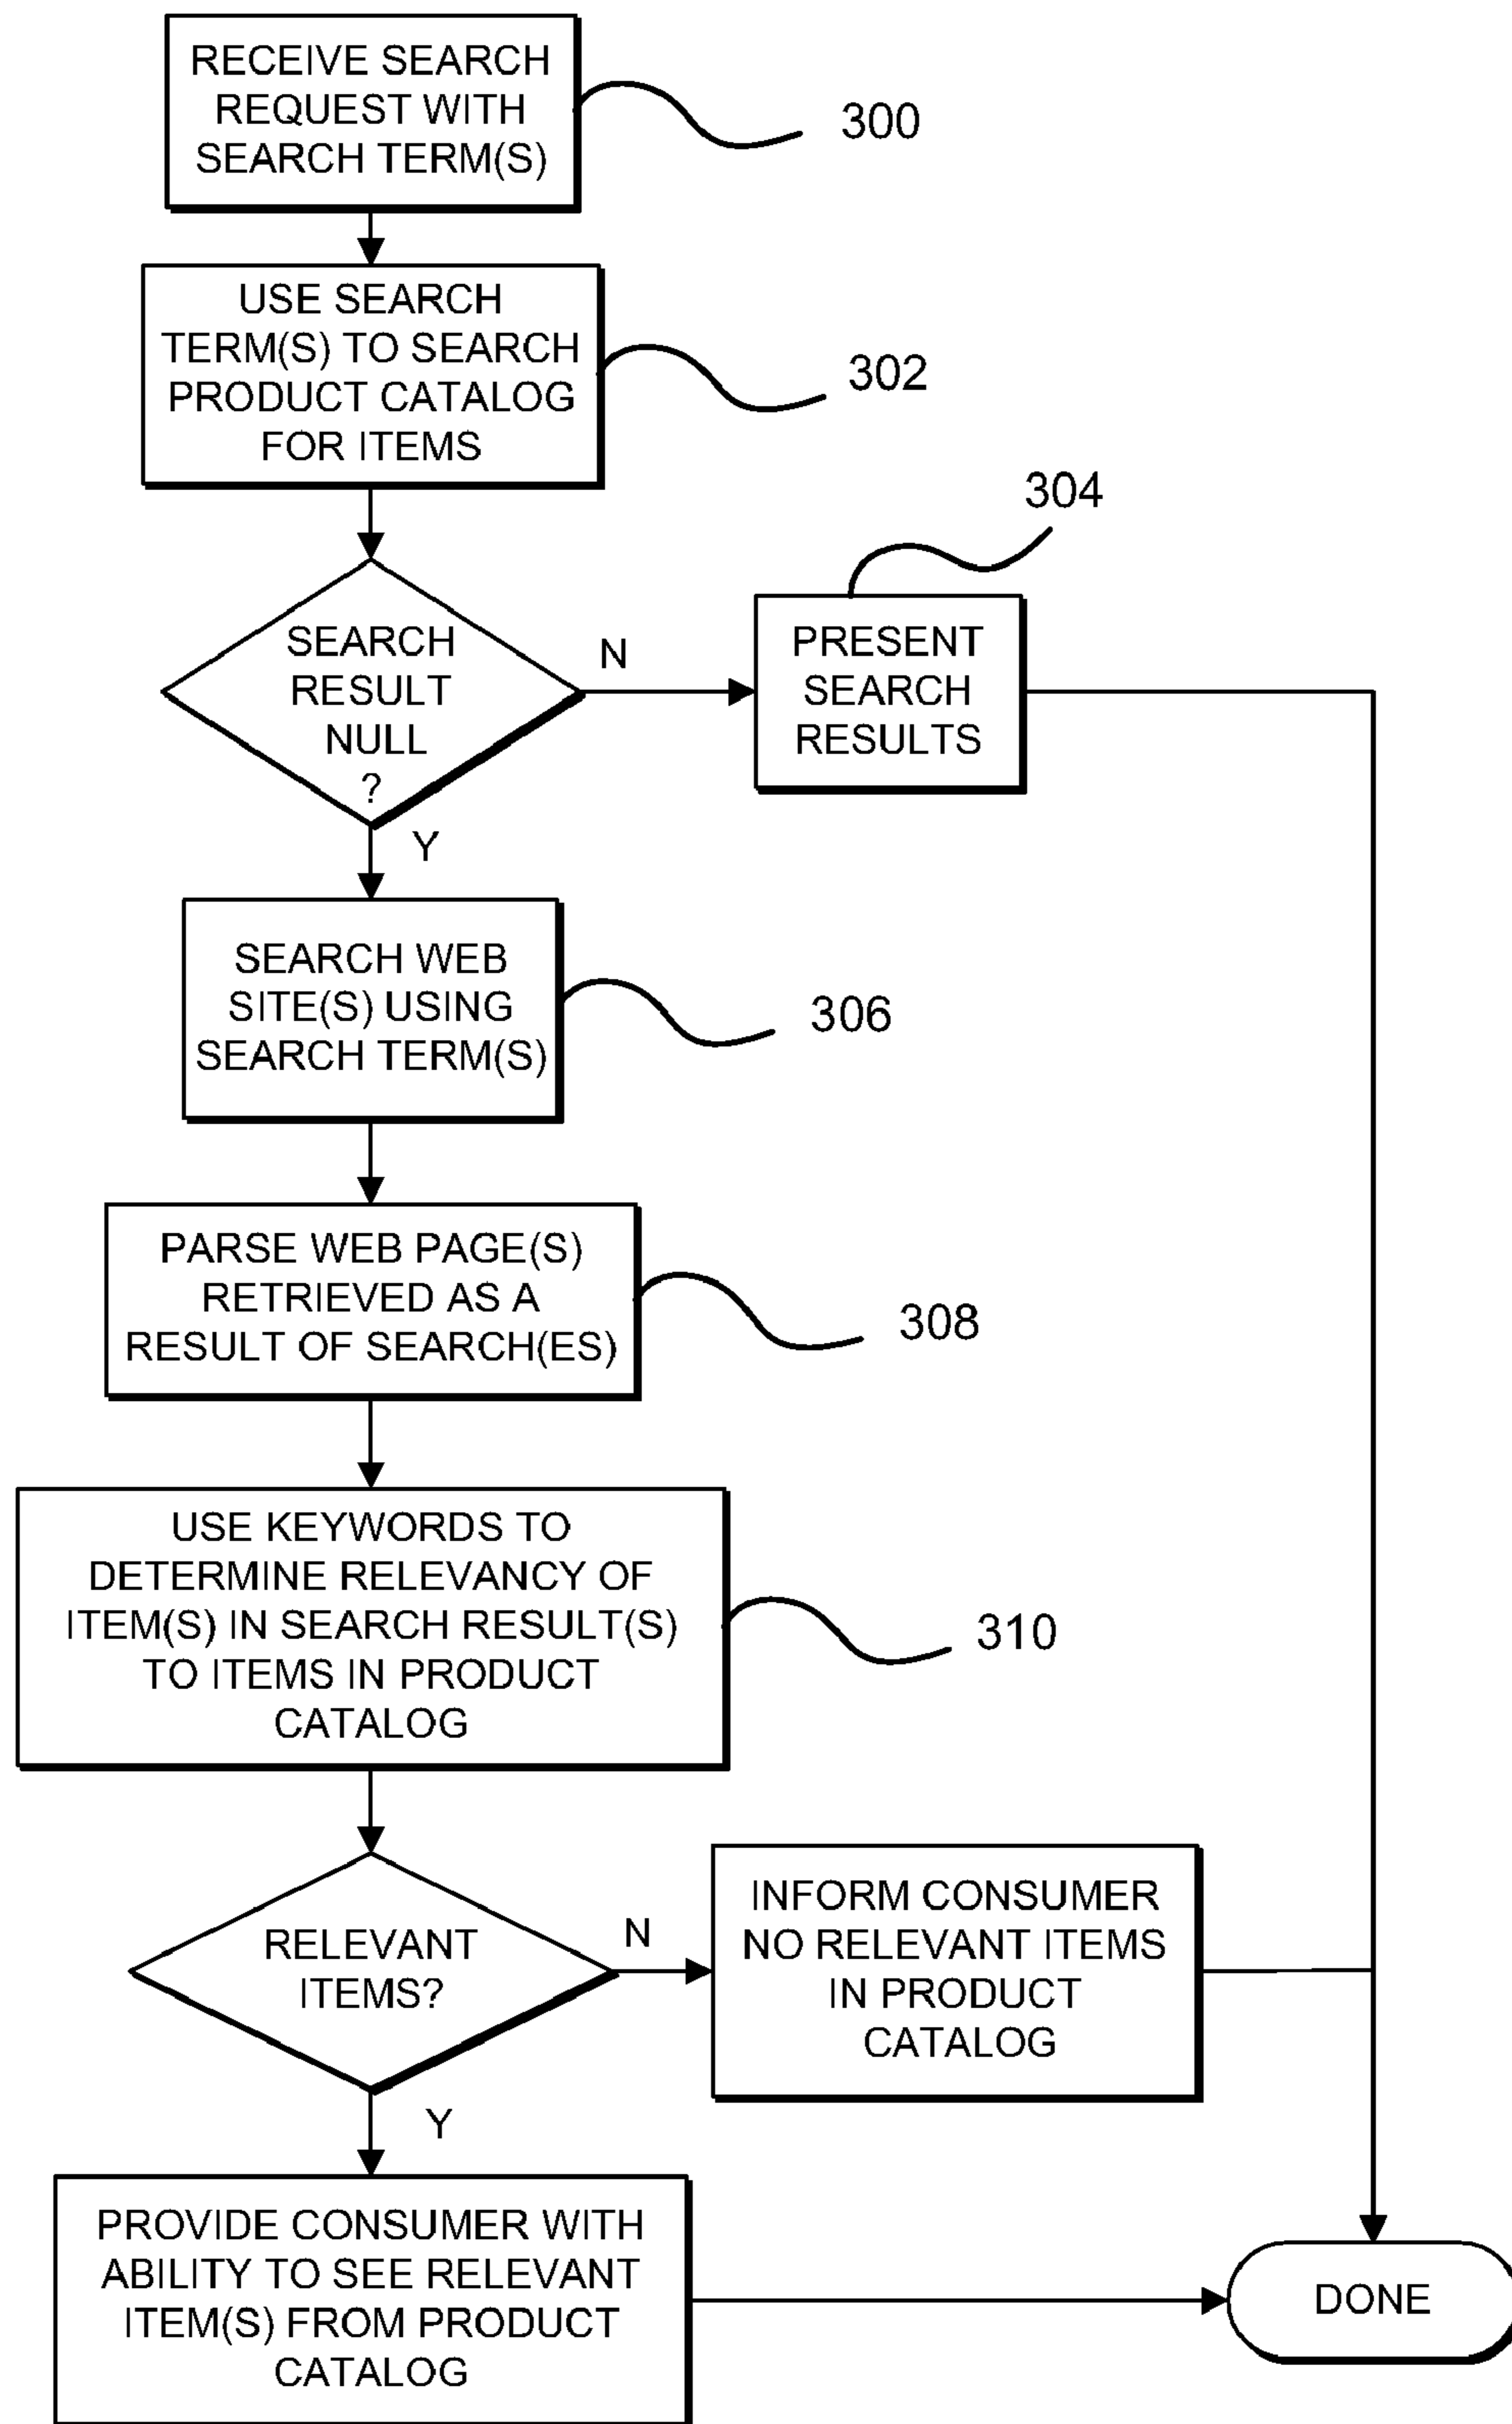 RECEIVE SEARCH
REQUEST WITH
SEARCH TERM(S)
300
USE SEARCH
TERM(S) TO SEARCH
PRODUCT CATALOG
FOR ITEMS
302
304
SEARCH
RESULT
NULL
?
N
PRESENT
SEARCH
RESULTS
Y
SEARCH WEB
SITE(S) USING
SEARCH TERM(S)
306
PARSE WEB PAGE(S)
RETRIEVED AS A
RESULT OF SEARCH(ES)
308
USE KEYWORDS TO
DETERMINE RELEVANCY OF
ITEM(S) IN SEARCH RESULT(S)
TO ITEMS IN PRODUCT
CATALOG
310
RELEVANT
ITEMS?
N
INFORM CONSUMER
NO RELEVANT ITEMS
IN PRODUCT
CATALOG
Y
PROVIDE CONSUMER WITH
ABILITY TO SEE RELEVANT
ITEM(S) FROM PRODUCT
CATALOG
DONE